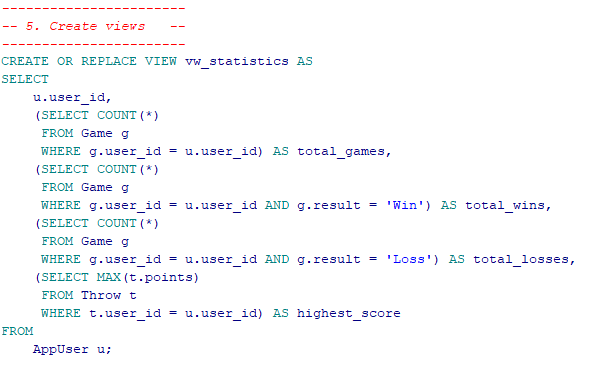 -----------------------
-- 5. Create views   --
-----------------------
CREATE OR REPLACE VIEW vw_statistics AS
SELECT
    u.user_id,
    (SELECT COUNT(*)
     FROM Game g
     WHERE g.user_id = u.user_id) AS total_games,
    (SELECT COUNT(*)
     FROM Game g
     WHERE g.user_id = u.user_id AND g.result = 'Win') AS total_wins,
    (SELECT COUNT(*)
     FROM Game g
     WHERE g.user_id = u.user_id AND g.result = 'Loss') AS total_losses,
    (SELECT MAX(t.points)
     FROM Throw t
     WHERE t.user_id = u.user_id) AS highest_score
FROM
    AppUser u;